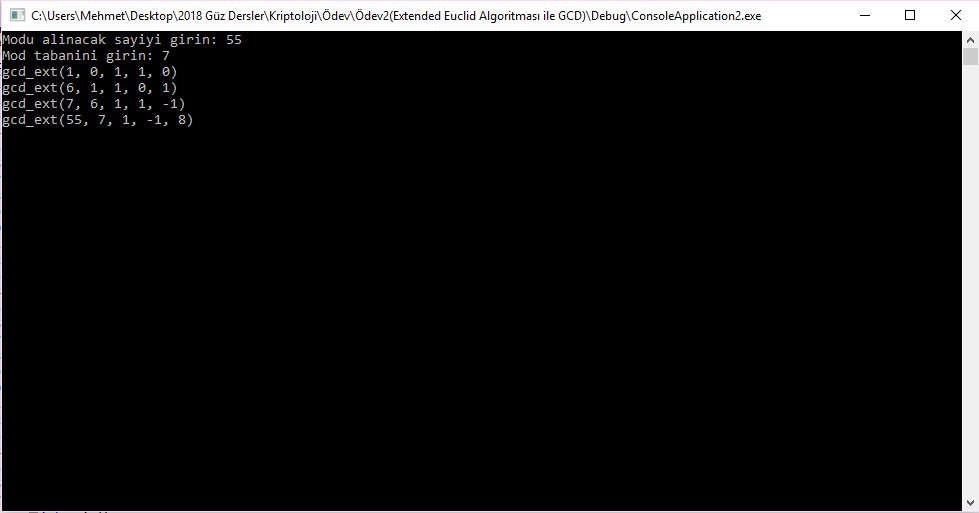 C:\Users\Mehmet\Desktop\2018 Güz Dersler\Kriptoloji\Ödev\Ödev2(Extended Euclid Algoritması ile GCD)\Debug\ConsoleApplication2.exe
Modu alinacak sayiyi girin: 55
Mod tabanini girin: 7
gcd_ext(1, 0, 1, 1, 0)
gcd_ext(6, 1, 1, 0, 1)
gcd_ext(7, 6, 1, 1, -1)
gcd_ext(55, 7, 1, -1, 8)